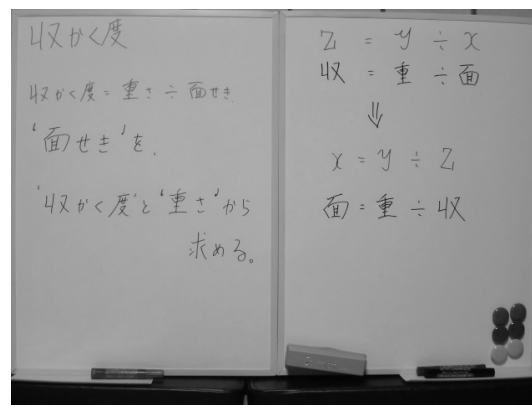 収かく度
収かく度=重さ÷面せき
'面せき'を、
'収かく度'と'重さ'から
求める。
Z = y ÷ x
収 = 重 ÷ 面
⇓
x = y ÷ Z
面 = 重 ÷ 収